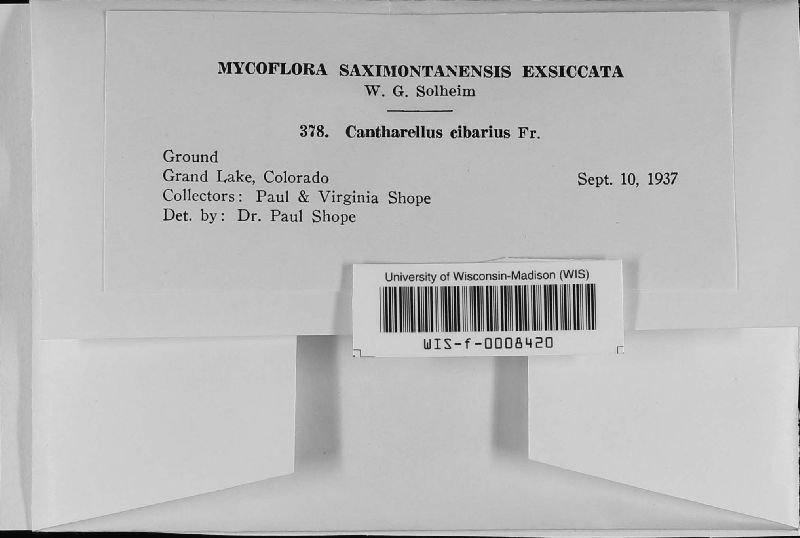 MYCOFLORA SAXIMONTANENSIS EXSICCATA
W. G. Solheim
378. Cantharellus cibarius Fr.
Ground
Grand Lake, Colorado Sept. 10, 1937
Collectors: Paul & Virginia Shope
Det. by: Dr. Paul Shope
University of Wisconsin-Madison (WIS)
WIS-f-0008420